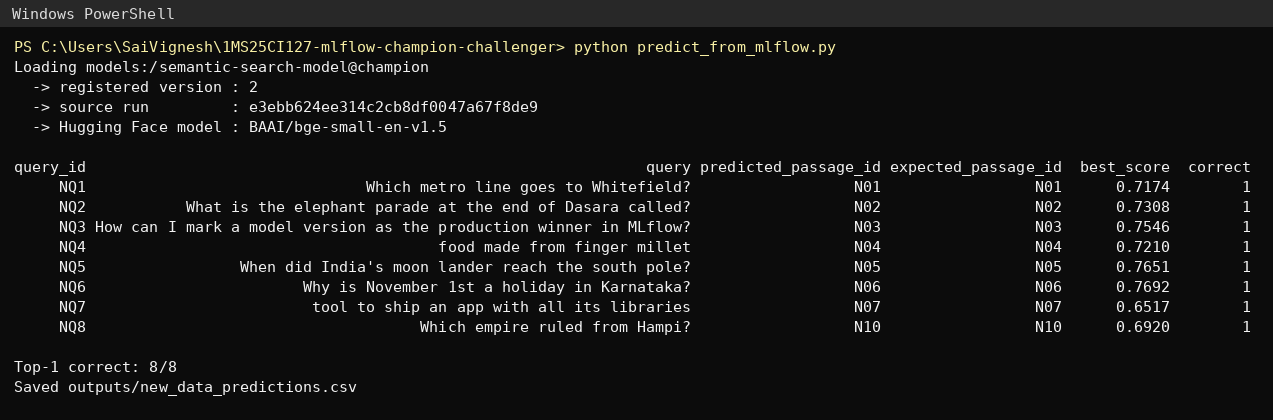 Windows PowerShell
PS C:\Users\SaiVignesh\1MS25CI127-mlflow-champion-challenger> python predict_from_mlflow.py
Loading models:/semantic-search-model@champion
  -> registered version : 2
  -> source run         : e3ebb624ee314c2cb8df0047a67f8de9
  -> Hugging Face model : BAAI/bge-small-en-v1.5
query_id                                                              query predicted_passage_id expected_passage_id  best_score  correct
     NQ1                               Which metro line goes to Whitefield?                  N01                 N01      0.7174        1
     NQ2           What is the elephant parade at the end of Dasara called?                  N02                 N02      0.7308        1
     NQ3 How can I mark a model version as the production winner in MLflow?                  N03                 N03      0.7546        1
     NQ4                                       food made from finger millet                  N04                 N04      0.7210        1
     NQ5                 When did India's moon lander reach the south pole?                  N05                 N05      0.7651        1
     NQ6                        Why is November 1st a holiday in Karnataka?                  N06                 N06      0.7692        1
     NQ7                         tool to ship an app with all its libraries                  N07                 N07      0.6517        1
     NQ8                                     Which empire ruled from Hampi?                  N10                 N10      0.6920        1
Top-1 correct: 8/8
Saved outputs/new_data_predictions.csv